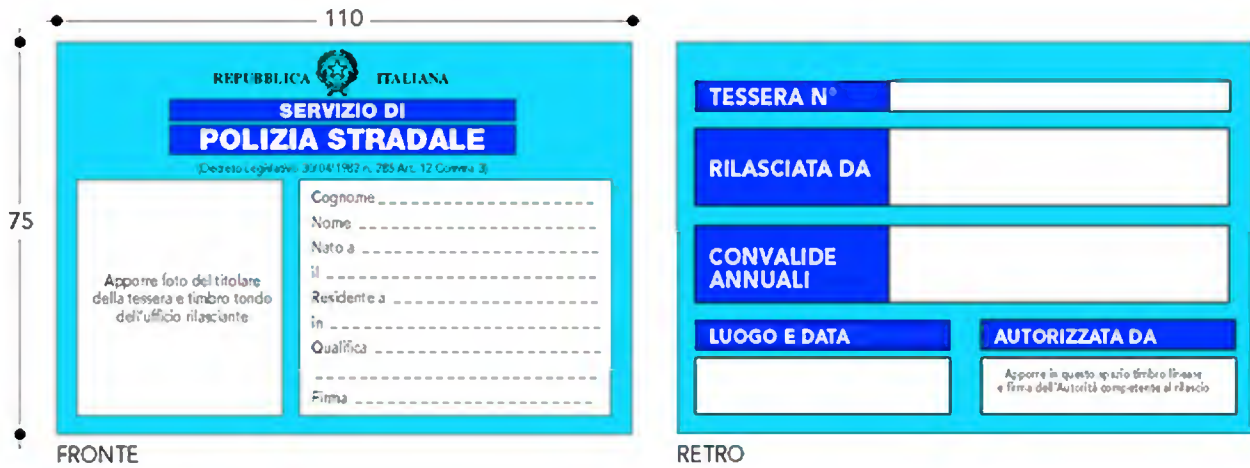 110
75
REPUBBLICA ITALIANA
SERVIZIO DI
POLIZIA STRADALE
(Decreto Legislativo 30/04/1982 n. 285 Art. 12 Comma 3)
Apporre foto del titolare
della tessera e timbro tondo
dell'ufficio rilasciante
Cognome
Nome
Nato a
il
Residente a
in
Qualifica
Firma
FRONTE
TESSERA N°
RILASCIATA DA
CONVALIDE
ANNUALI
LUOGO E DATA
AUTORIZZATA DA
Apporre in questo spazio timbro lineare
e firma dell'Autorità competente al rilascio
RETRO